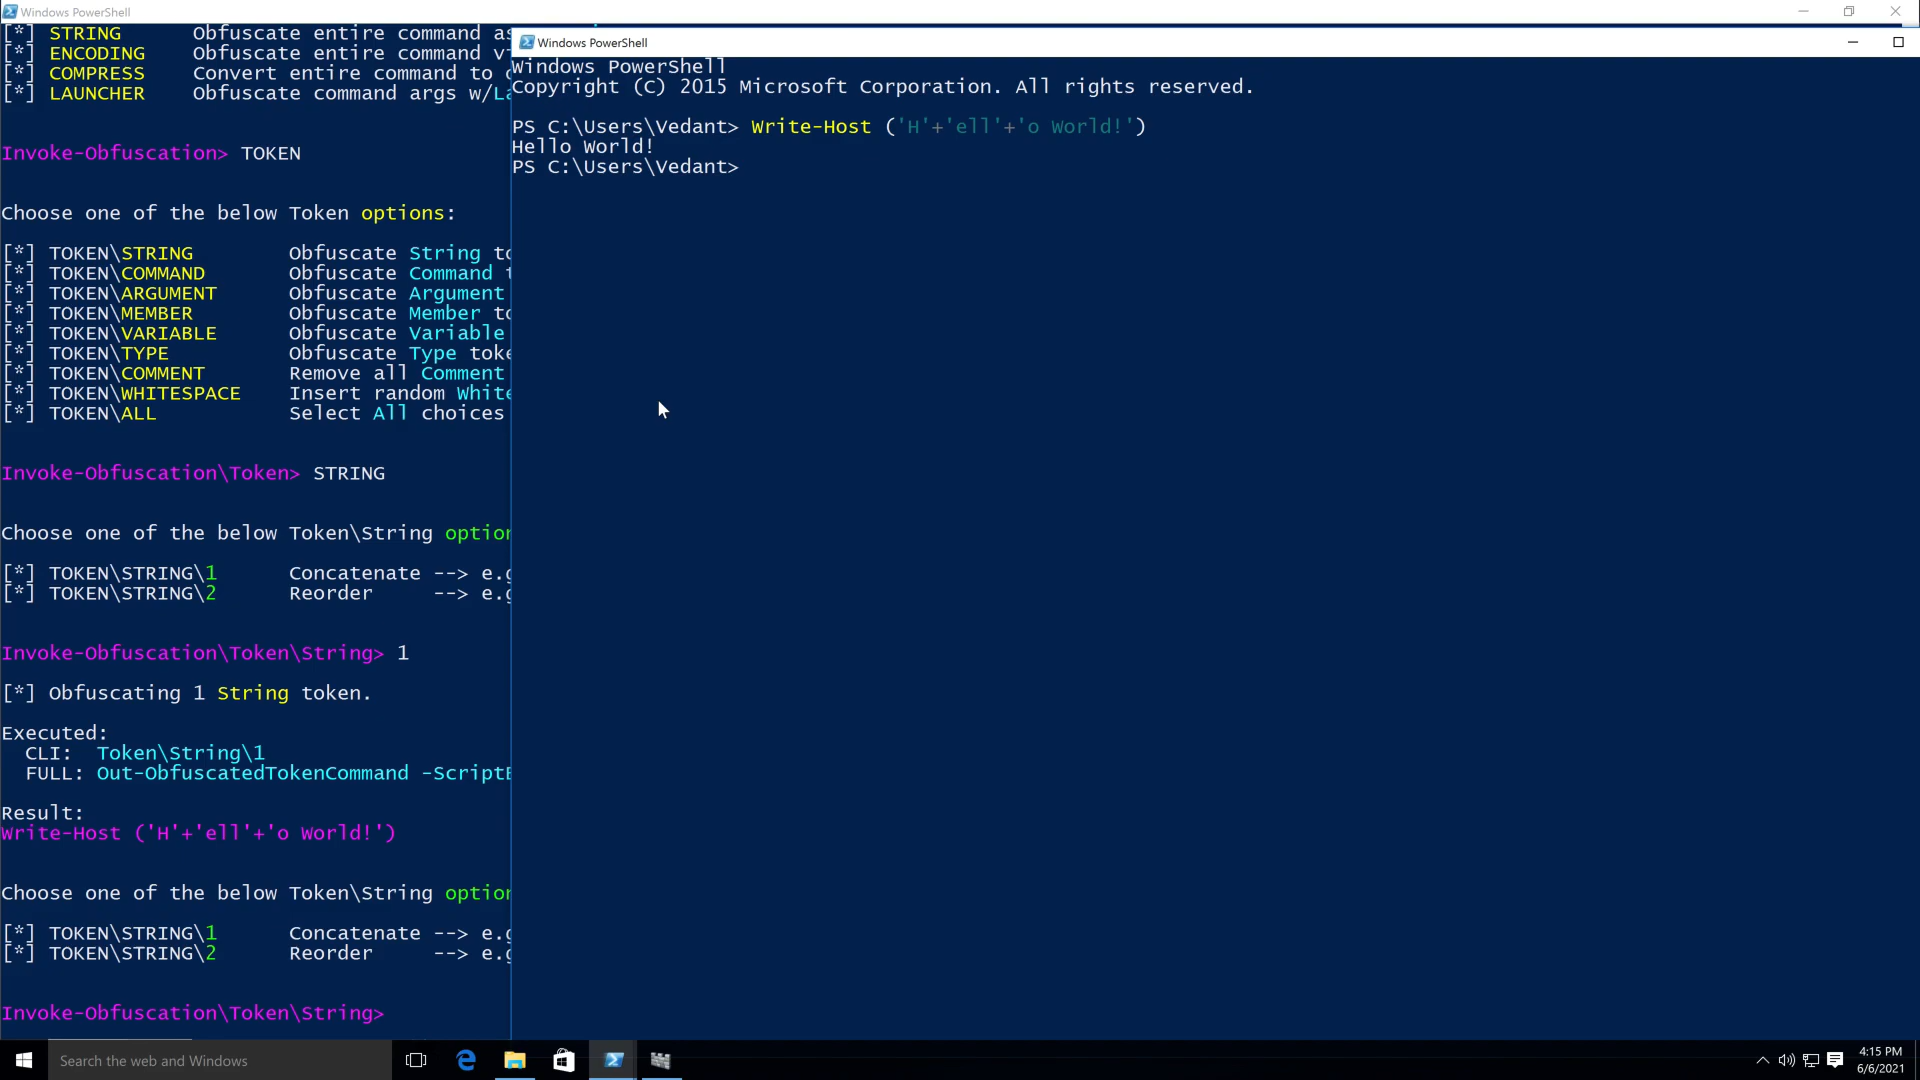 Windows PowerShell
[*] STRING Obfuscate entire command as
[*] ENCODING Obfuscate entire command v
[*] COMPRESS Convert entire command to
[*] LAUNCHER Obfuscate command args w/La
Invoke-Obfuscation> TOKEN
Choose one of the below Token options:
[*] TOKEN\STRING Obfuscate String to
[*] TOKEN\COMMAND Obfuscate Command t
[*] TOKEN\ARGUMENT Obfuscate Argument
[*] TOKEN\MEMBER Obfuscate Member to
[*] TOKEN\VARIABLE Obfuscate Variable
[*] TOKEN\TYPE Obfuscate Type toke
[*] TOKEN\COMMENT Remove all Comment
[*] TOKEN\WHITESPACE Insert random White
[*] TOKEN\ALL Select All choices
Invoke-Obfuscation\Token> STRING
Choose one of the below Token\String option
[*] TOKEN\STRING\1 Concatenate --> e.g
[*] TOKEN\STRING\2 Reorder --> e.g
Invoke-Obfuscation\Token\String> 1
[*] Obfuscating 1 String token.
Executed:
CLI: Token\String\1
FULL: Out-ObfuscatedTokenCommand -ScriptB
Result:
Write-Host ('H'+'ell'+'o World!')
Choose one of the below Token\String option
[*] TOKEN\STRING\1 Concatenate --> e.g
[*] TOKEN\STRING\2 Reorder --> e.g
Invoke-Obfuscation\Token\String>
Windows PowerShell
Windows PowerShell
Copyright (C) 2015 Microsoft Corporation. All rights reserved.
PS C:\Users\Vedant> Write-Host ('H'+'ell'+'o World!')
Hello World!
PS C:\Users\Vedant>
Search the web and Windows
4:15 PM
6/6/2021